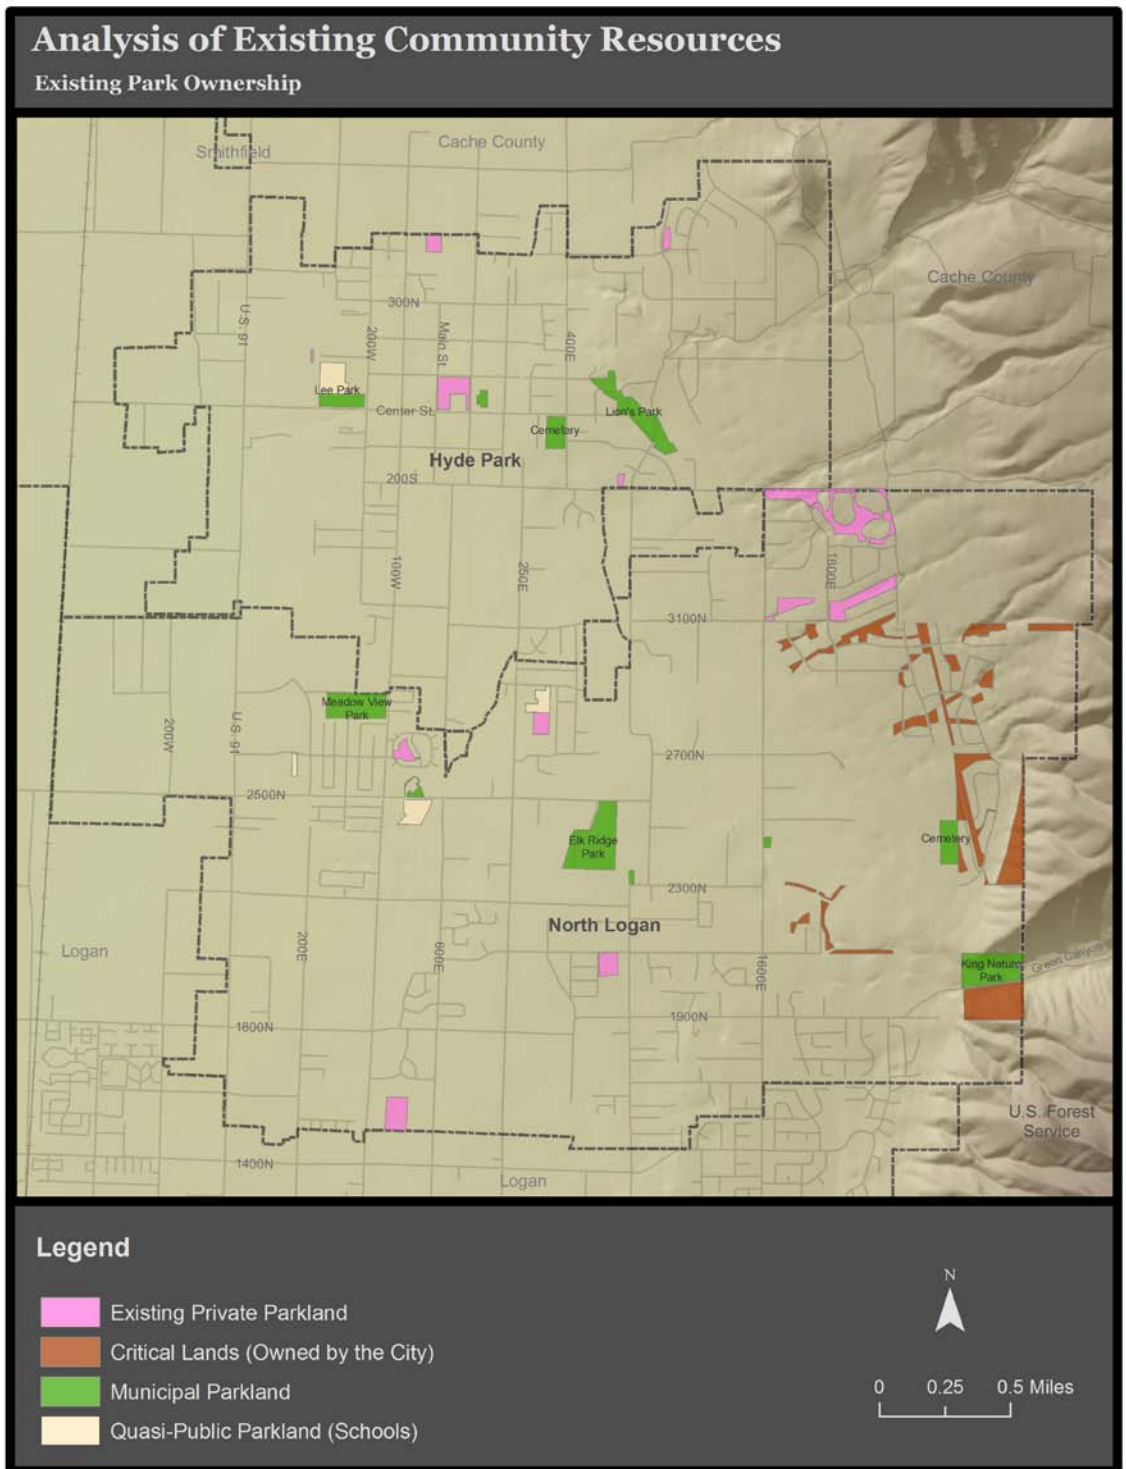 Analysis of Existing Community Resources
Existing Park Ownership
Smithfield
Cache County
Cache County
300N
U.S. 91
200W
Main St.
400E
Lee Park
Center St.
Lion's Park
Cemetery
Hyde Park
200S
100W
250E
1800E
3100N
Meadow View
Park
200W
U.S. 91
2700N
2500N
Elk Ridge
Park
Cemetery
2300N
North Logan
Logan
200E
600E
1600E
King Nature
Park
Green Canyon
1900N
1800N
U.S. Forest
Service
1400N
Logan
Legend
Existing Private Parkland
Critical Lands (Owned by the City)
Municipal Parkland
Quasi-Public Parkland (Schools)
N
0 0.25 0.5 Miles